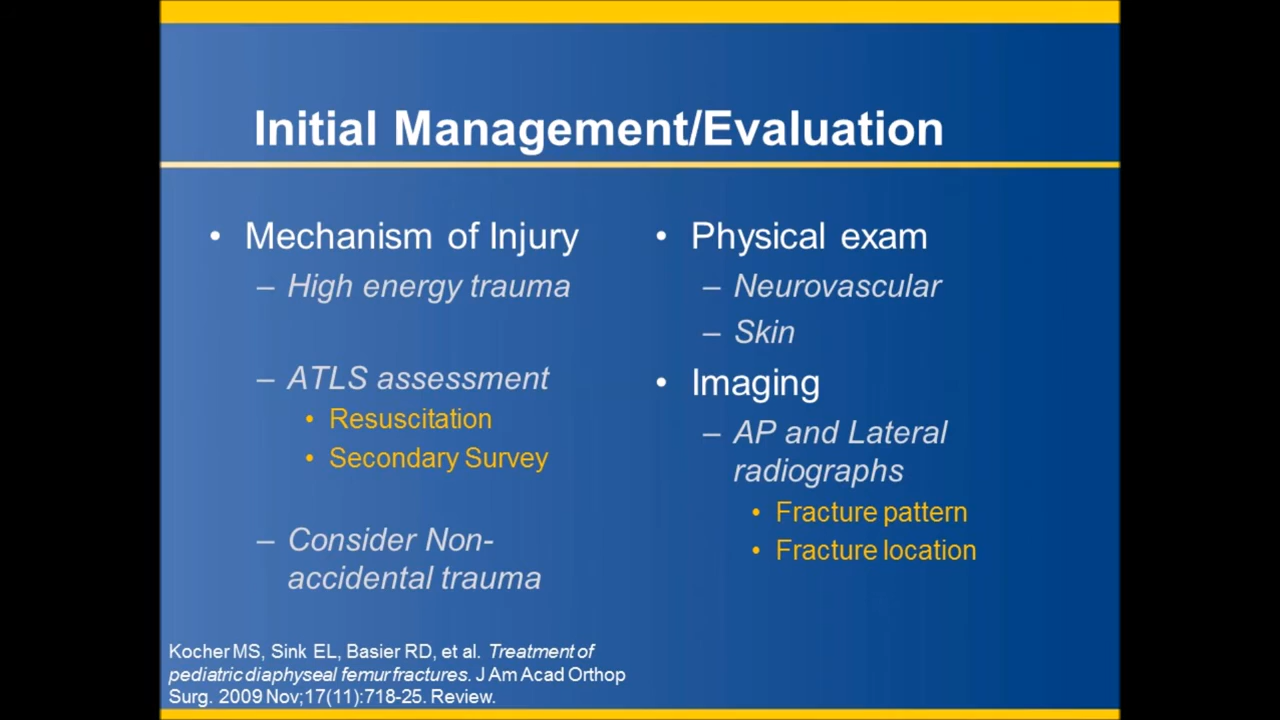 Initial Management/Evaluation
• Mechanism of Injury
– High energy trauma
– ATLS assessment
• Resuscitation
• Secondary Survey
– Consider Non-
accidental trauma
• Physical exam
– Neurovascular
– Skin
• Imaging
– AP and Lateral
radiographs
• Fracture pattern
• Fracture location
Kocher MS, Sink EL, Basier RD, et al. Treatment of
pediatric diaphyseal femur fractures. J Am Acad Orthop
Surg. 2009 Nov;17(11):718-25. Review.